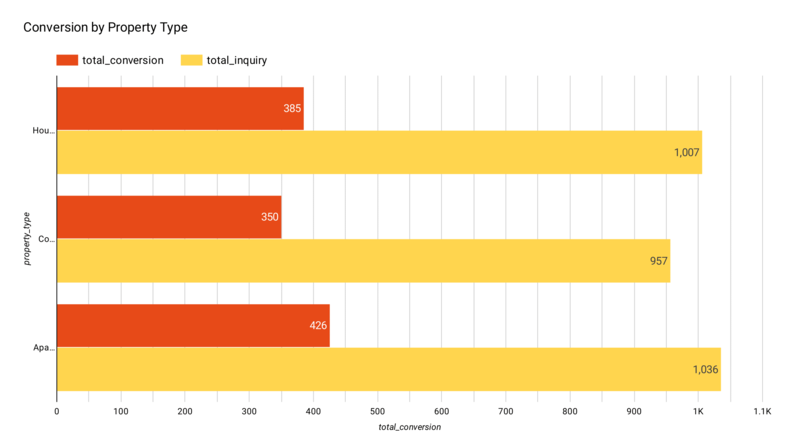 Conversion by Property Type
total_conversion total_inquiry
385
Hou...
1,007
350
Co...
957
426
Apa...
1,036
property_type
0 100 200 300 400 500 600 700 800 900 1K 1.1K
total_conversion